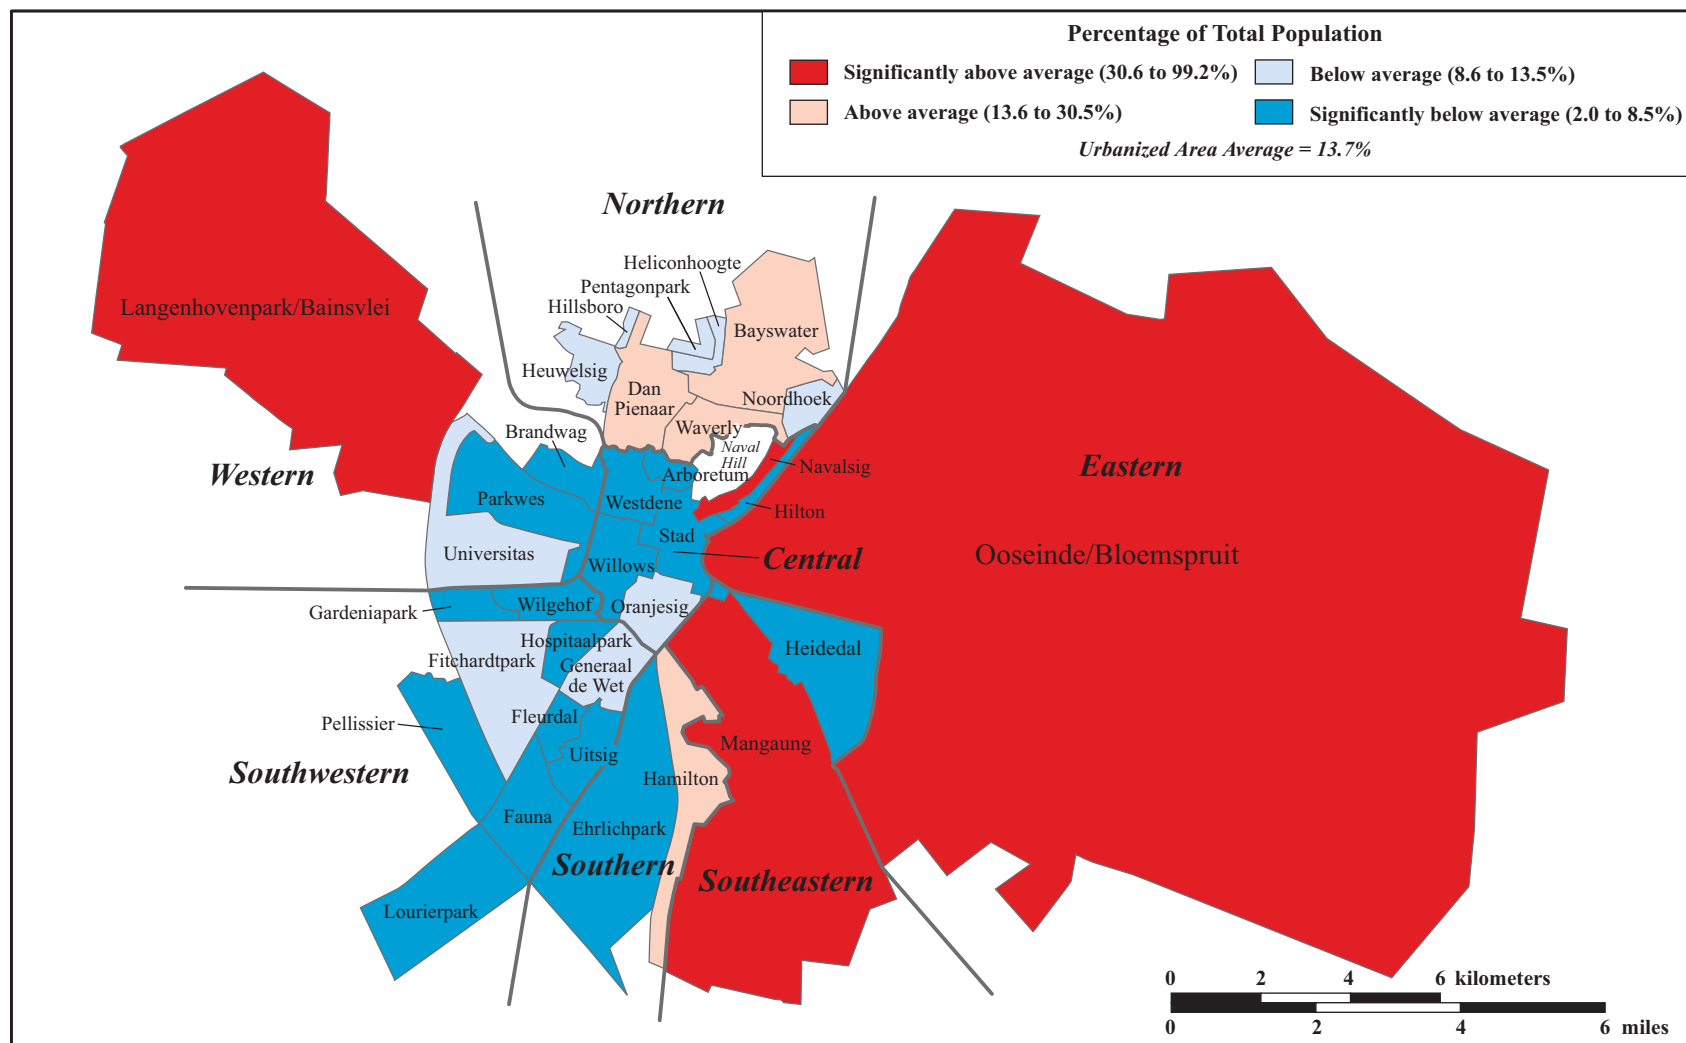 Percentage of Total Population
Significantly above average (30.6 to 99.2%)
Below average (8.6 to 13.5%)
Above average (13.6 to 30.5%)
Significantly below average (2.0 to 8.5%)
Urbanized Area Average = 13.7%
Northern
Heliconhoogte
Pentagonpark
Hillsboro
Langenhovenpark/Bainsvlei
Bayswater
Heuwelsig
Dan
Pienaar
Noordhoek
Waverly
Brandwag
Naval
Hill
Western
Arboretum
Navalsig
Eastern
Parkwes
Westdene
Hilton
Stad
Universitas
Central
Ooseinde/Bloemspruit
Willows
Gardeniapark
Wilgehof
Oranjesig
Hospitaalpark
Heidedal
Fitchardtpark
Generaal
de Wet
Pellissier
Fleurdal
Mangaung
Uitsig
Southwestern
Hamilton
Fauna
Ehrlichpark
Southern
Southeastern
Lourierpark
0 2 4 6 kilometers
0 2 4 6 miles